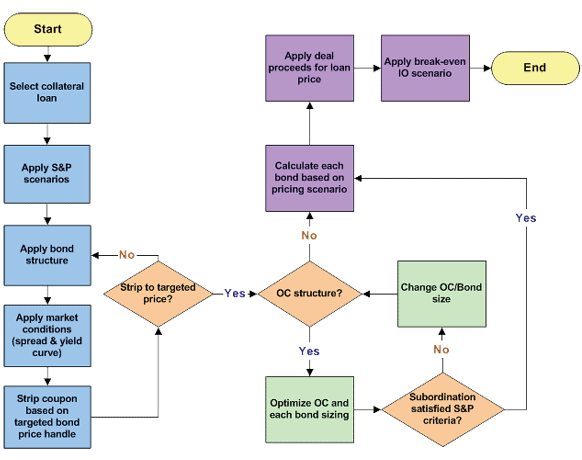 Start
Select collateral
loan
Apply S&P
scenarios
Apply bond
structure
Apply market
conditions
(spread & yield
curve)
Strip coupon
based on
targeted bond
price handle
No
Strip to targeted
price?
Yes
OC structure?
No
Yes
Calculate each
bond based on
pricing scenario
Apply deal
proceeds for loan
price
Apply break-even
IO scenario
End
Optimize OC and
each bond sizing
Subordination
satisfied S&P
criteria?
No
Change OC/Bond
size
Yes